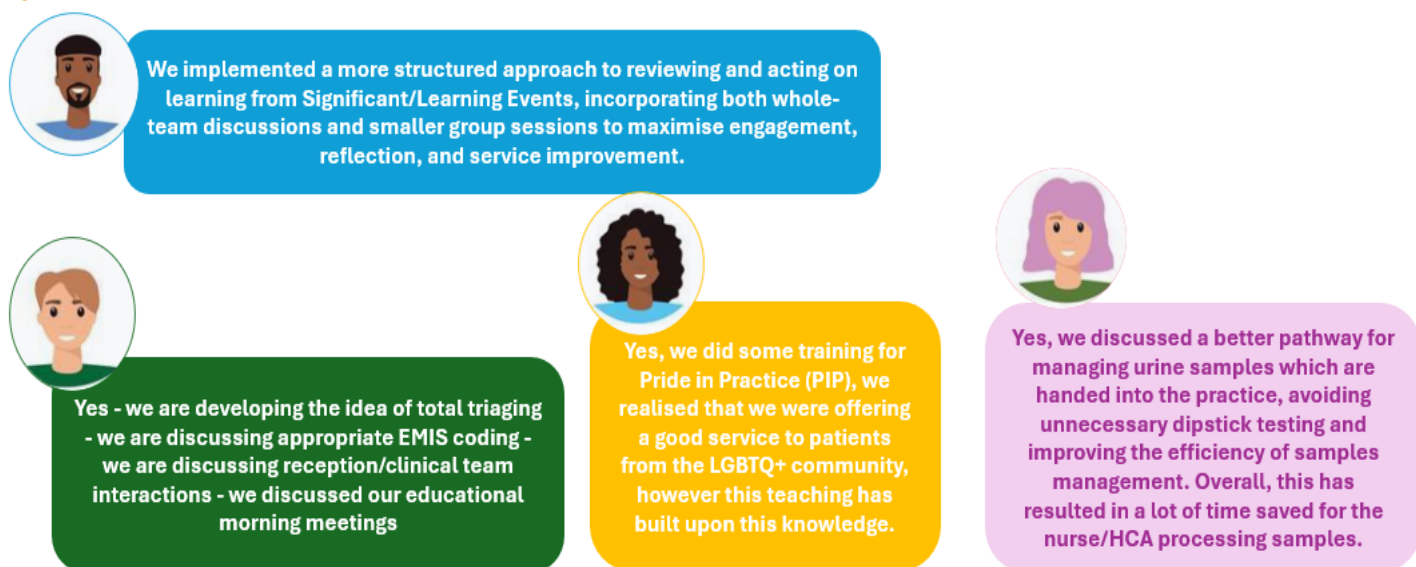 We implemented a more structured approach to reviewing and acting on
learning from Significant/Learning Events, incorporating both whole-
team discussions and smaller group sessions to maximise engagement,
reflection, and service improvement.
Yes - we are developing the idea of total triaging
- we are discussing appropriate EMIS coding -
we are discussing reception/clinical team
interactions - we discussed our educational
morning meetings
Yes, we did some training for
Pride in Practice (PIP), we
realised that we were offering
a good service to patients
from the LGBTQ+ community,
however this teaching has
built upon this knowledge.
Yes, we discussed a better pathway for
managing urine samples which are
handed into the practice, avoiding
unnecessary dipstick testing and
improving the efficiency of samples
management. Overall, this has
resulted in a lot of time saved for the
nurse/HCA processing samples.